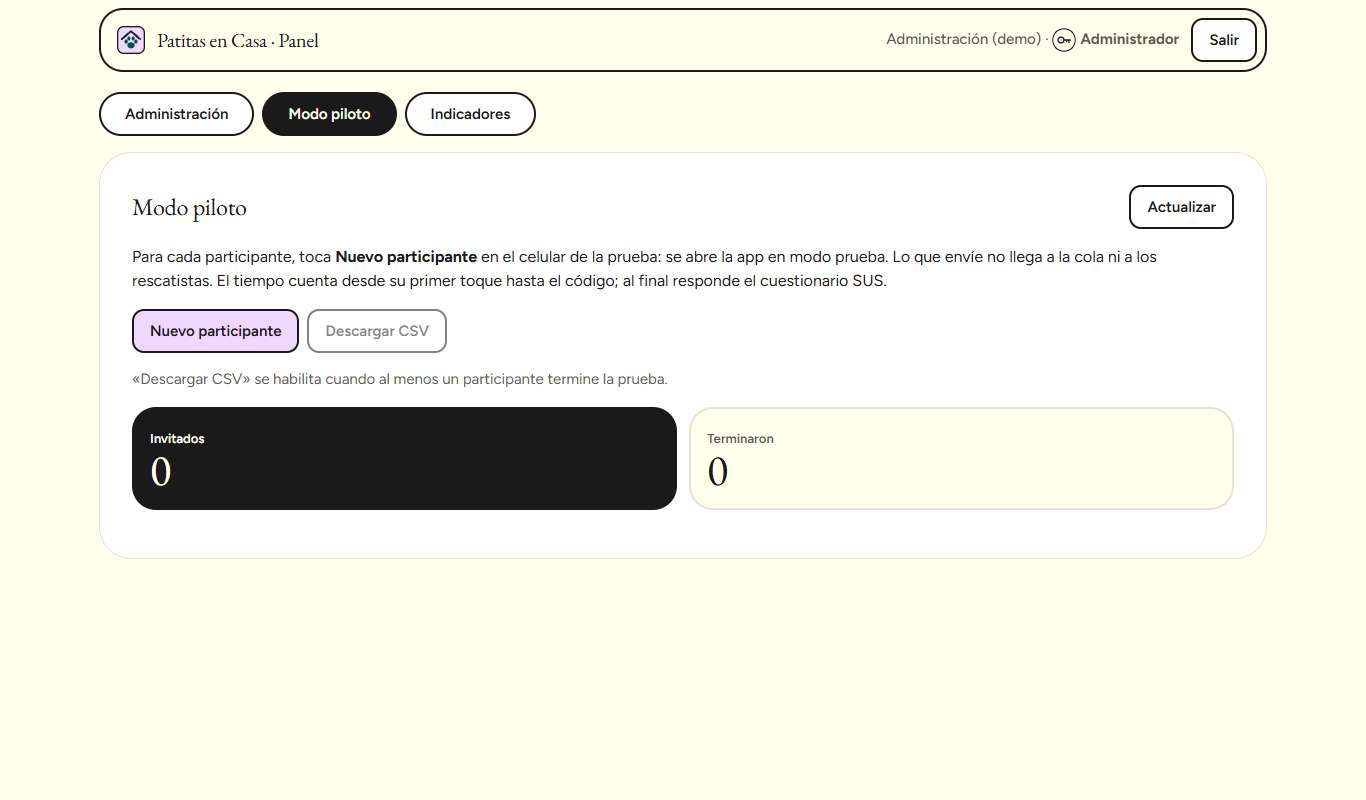 Patitas en Casa · Panel
Administración (demo) · Administrador
Salir
Administración
Modo piloto
Indicadores
Modo piloto
Actualizar
Para cada participante, toca Nuevo participante en el celular de la prueba: se abre la app en modo prueba. Lo que envíe no llega a la cola ni a los
rescatistas. El tiempo cuenta desde su primer toque hasta el código; al final responde el cuestionario SUS.
Nuevo participante
Descargar CSV
«Descargar CSV» se habilita cuando al menos un participante termine la prueba.
Invitados
0
Terminaron
0